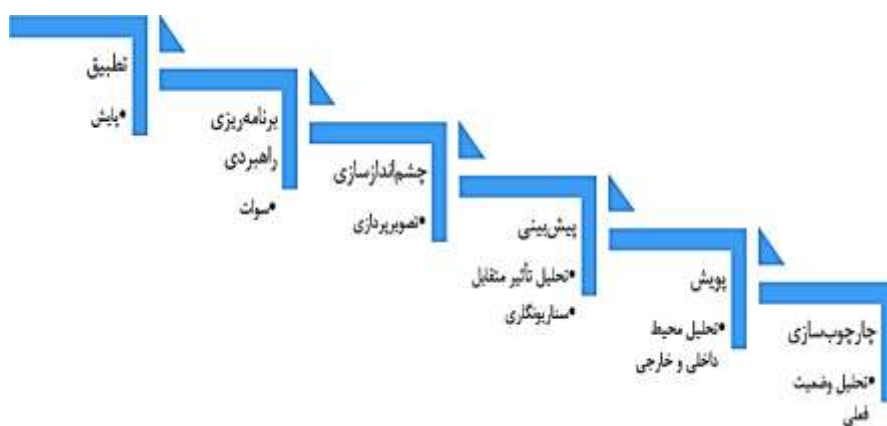 تطبیق
•پایش
برنامه‌ریزی
راهبردی
•سوات
چشم‌اندازسازی
•تصویرپردازی
پیش‌بینی
•تحلیل تأثیر متقابل
•سناریونگاری
پویش
•تحلیل محیط
داخلی و خارجی
چارچوب‌سازی
•تحلیل وضعیت
فعلی